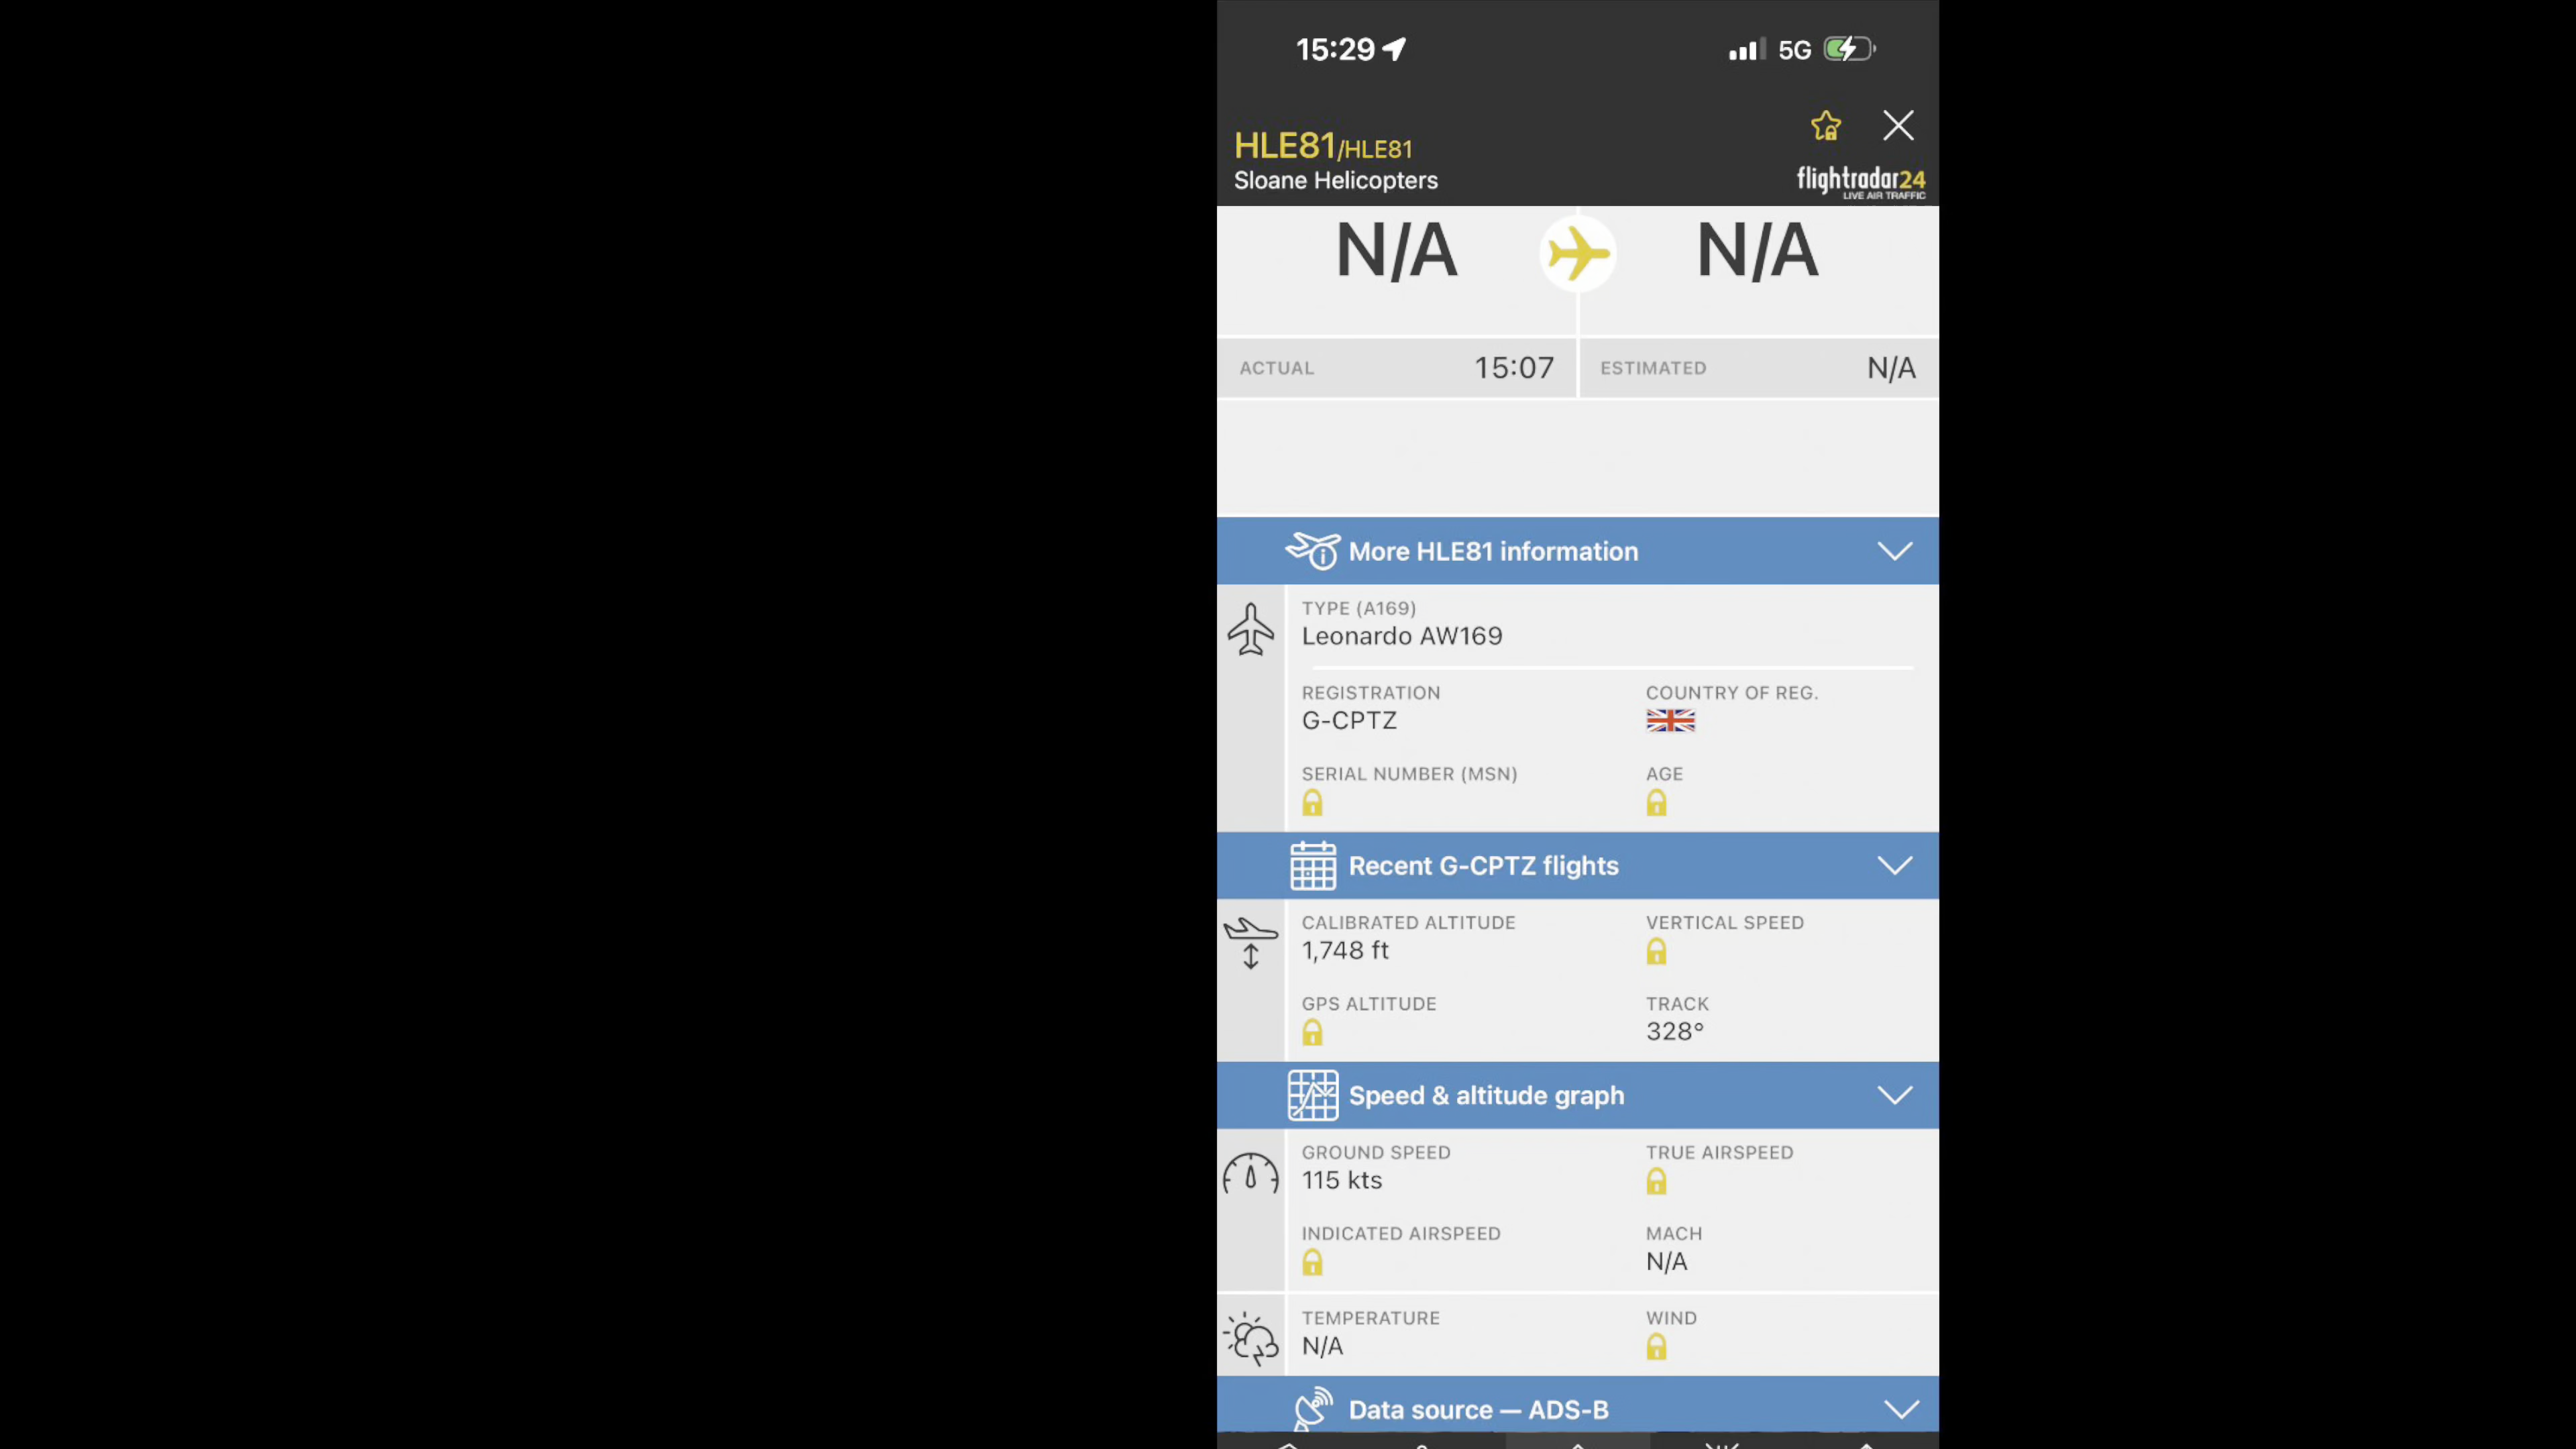 15:29
5G
HLE81/HLE81
Sloane Helicopters
flightradar24
LIVE AIR TRAFFIC
N/A N/A
ACTUAL 15:07 ESTIMATED N/A
More HLE81 information
TYPE (A169)
Leonardo AW169
REGISTRATION COUNTRY OF REG.
G-CPTZ
SERIAL NUMBER (MSN) AGE
Recent G-CPTZ flights
CALIBRATED ALTITUDE VERTICAL SPEED
1,748 ft
GPS ALTITUDE TRACK
328°
Speed & altitude graph
GROUND SPEED TRUE AIRSPEED
115 kts
INDICATED AIRSPEED MACH
N/A
TEMPERATURE WIND
N/A
Data source — ADS-B